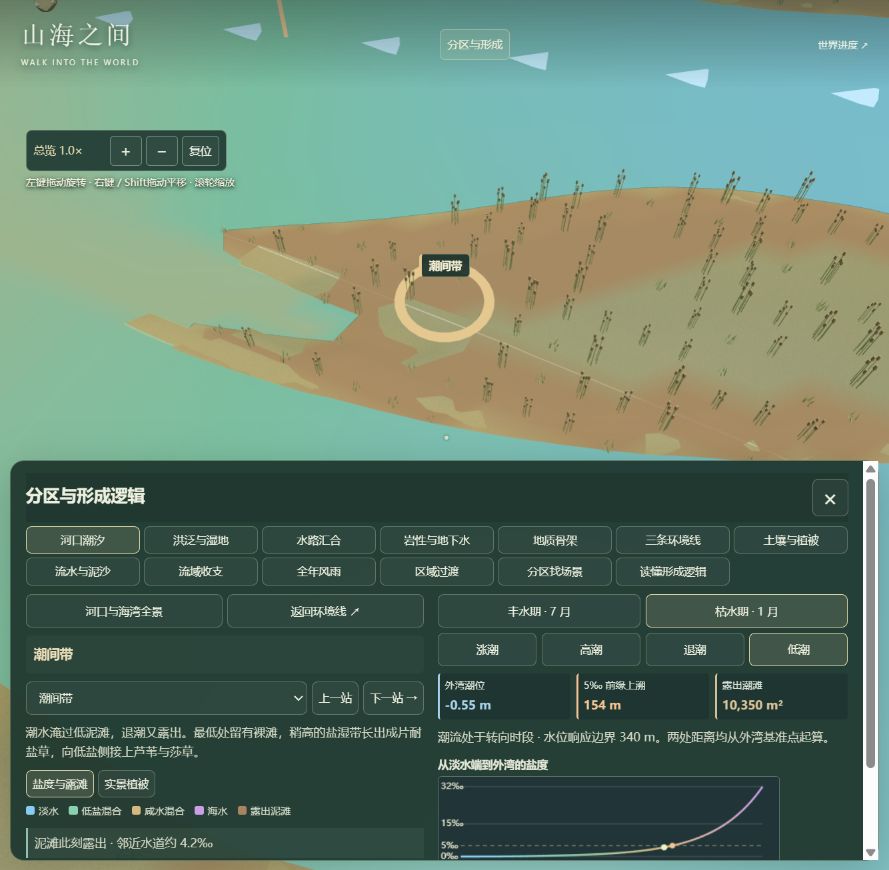 山海之间
WALK INTO THE WORLD
分区与形成
世界进度 ↗
总览 1.0×
+
−
复位
左键拖动旋转 · 右键 / Shift拖动平移 · 滚轮缩放
潮间带
分区与形成逻辑
×
河口潮汐 洪泛与湿地 水路汇合 岩性与地下水 地质骨架 三条环境线 土壤与植被
流水与泥沙 流域收支 全年风雨 区域过渡 分区找场景 读懂形成逻辑
河口与海湾全景 返回环境线 ↗
潮间带
潮间带 上一站 下一站 →
潮水淹过低泥滩，退潮又露出。最低处留有裸滩，稍高的盐湿带长出成片耐
盐草，向低盐侧接上芦苇与莎草。
盐度与露滩 实景植被
淡水 低盐混合 咸水混合 海水 露出泥滩
泥滩此刻露出 · 邻近水道约 4.2‰
丰水期 · 7 月 枯水期 · 1 月
涨潮 高潮 退潮 低潮
外湾潮位 5‰ 前缘上溯 露出潮滩
-0.55 m 154 m 10,350 m²
潮流处于转向时段 · 水位响应边界 340 m。两处距离均从外湾基准点起算。
从淡水端到外湾的盐度
32‰
15‰
5‰
0‰